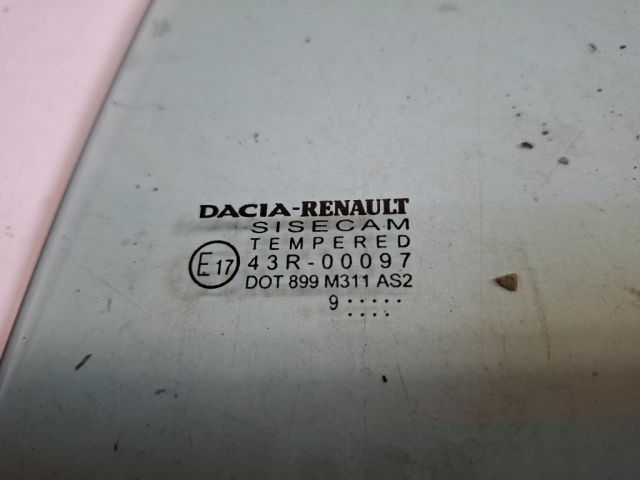 DACIA-RENAULT
SISECAM
TEMPERED
E17 43R-00097
DOT 899 M311 AS2
9 .....
....